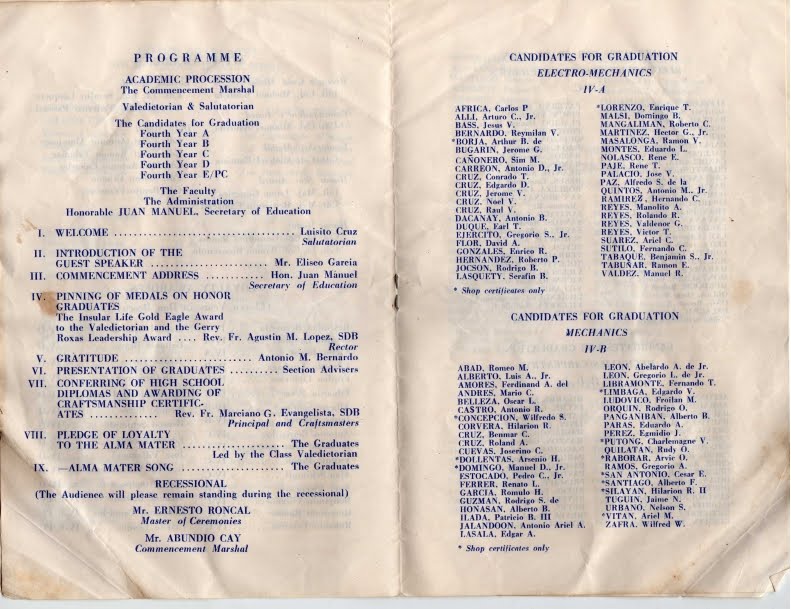 PROGRAMME
ACADEMIC PROCESSION
The Commencement Marshal
Valedictorian & Salutatorian
The Candidates for Graduation
Fourth Year A
Fourth Year B
Fourth Year C
Fourth Year D
Fourth Year E/PC
The Faculty
The Administration
Honorable JUAN MANUEL, Secretary of Education
I. WELCOME ........................................ Luisito Cruz
Salutatorian
II. INTRODUCTION OF THE
GUEST SPEAKER ........................ Mr. Eliseo Garcia
III. COMMENCEMENT ADDRESS ............ Hon. Juan Manuel
Secretary of Education
IV. PINNING OF MEDALS ON HONOR
GRADUATES
The Insular Life Gold Eagle Award
to the Valedictorian and the Gerry
Roxas Leadership Award .... Rev. Fr. Agustin M. Lopez, SDB
Rector
V. GRATITUDE ............................ Antonio M. Bernardo
VI. PRESENTATION OF GRADUATES .......... Section Advisers
VII. CONFERRING OF HIGH SCHOOL
DIPLOMAS AND AWARDING OF
CRAFTSMANSHIP CERTIFIC-
ATES .............. Rev. Fr. Marciano G. Evangelista, SDB
Principal and Craftsmasters
VIII. PLEDGE OF LOYALTY
TO THE ALMA MATER .................... The Graduates
Led by the Class Valedictorian
IX. —ALMA MATER SONG .................... The Graduates
RECESSIONAL
(The Audience will please remain standing during the recessional)
Mr. ERNESTO RONCAL
Master of Ceremonies
Mr. ABUNDIO CAY
Commencement Marshal
CANDIDATES FOR GRADUATION
ELECTRO-MECHANICS
IV-A
AFRICA, Carlos P
ALLI, Arturo C., Jr.
BASS, Jesus V.
BERNARDO, Reymilan V.
*BORJA, Arthur B. de
BUGARIN, Jerome G.
CAÑONERO, Sim M.
CARREON, Antonio D., Jr.
CRUZ, Conrado T.
CRUZ, Edgardo D.
CRUZ, Jerome V.
CRUZ, Noel V.
CRUZ, Raul V.
DACANAY, Antonio B.
DUQUE, Earl T.
EJERCITO, Gregorio S., Jr.
FLOR, David A.
GONZALES, Enrico R.
HERNANDEZ, Roberto P.
JOCSON, Rodrigo B.
LASQUETY, Serafin B.
*LORENZO, Enrique T.
MALSI, Domingo B.
MANGALIMAN, Roberto C.
MARTINEZ, Hector G., Jr.
MASALONGA, Ramon V.
MONTES, Eduardo L.
NOLASCO, Rene E.
PAJE, Rene T.
PALACIO, Jose V.
PAZ, Alfredo S. de la
QUINTOS, Antonio M., Jr.
RAMIREZ, Hernando C.
REYES, Manolito A.
REYES, Rolando R.
REYES, Valdenor G.
REYES, Victor T.
SUAREZ, Ariel C.
SUTILO, Fernando C.
TABAQUE, Benjamin S., Jr.
TABUÑAR, Ramon E.
VALDEZ, Manuel R.
* Shop certificates only
CANDIDATES FOR GRADUATION
MECHANICS
IV-B
ABAD, Romeo M.
ALBERTO, Luis A., Jr.
AMORES, Ferdinand A. del
ANDRES, Mario C.
BELLEZA, Oscar L.
CASTRO, Antonio B.
*CONCEPCION, Wilfredo S.
CORVERA, Hilarion R.
CRUZ, Benmar C.
CRUZ, Roland A.
CUEVAS, Joserino C.
*DOLLENTAS, Arsenio H.
*DOMINGO, Manuel D., Jr.
ESTOCADO, Pedro C., Jr.
FERRER, Renato L.
GARCIA, Romulo H.
GUZMAN, Rodrigo S. de
HONASAN, Alberto B.
ILADA, Patricio B. III
JALANDOON, Antonio Ariel A.
LASALA, Edgar A.
LEON, Abelardo A. de Jr.
LEON, Gregorio L. de Jr.
LIBRAMONTE, Fernando T.
*LIMBAGA, Edgardo V.
LUDOVICO, Froilan M.
ORQUIN, Rodrigo O.
PANGANIBAN, Alberto B.
PARAS, Eduardo A.
PEREZ, Egmidio J.
*PUTONG, Charlemagne V.
QUILATAN, Rudy O.
*RABORAR, Arvic O.
RAMOS, Gregorio A.
*SAN ANTONIO, Cesar E.
*SANTIAGO, Alberto F.
*SILAYAN, Hilarion R. II
TUGUIN, Jaime N.
URBANO, Nelson S.
*VITAN, Ariel M.
ZAFRA, Wilfred W.
* Shop certificates only